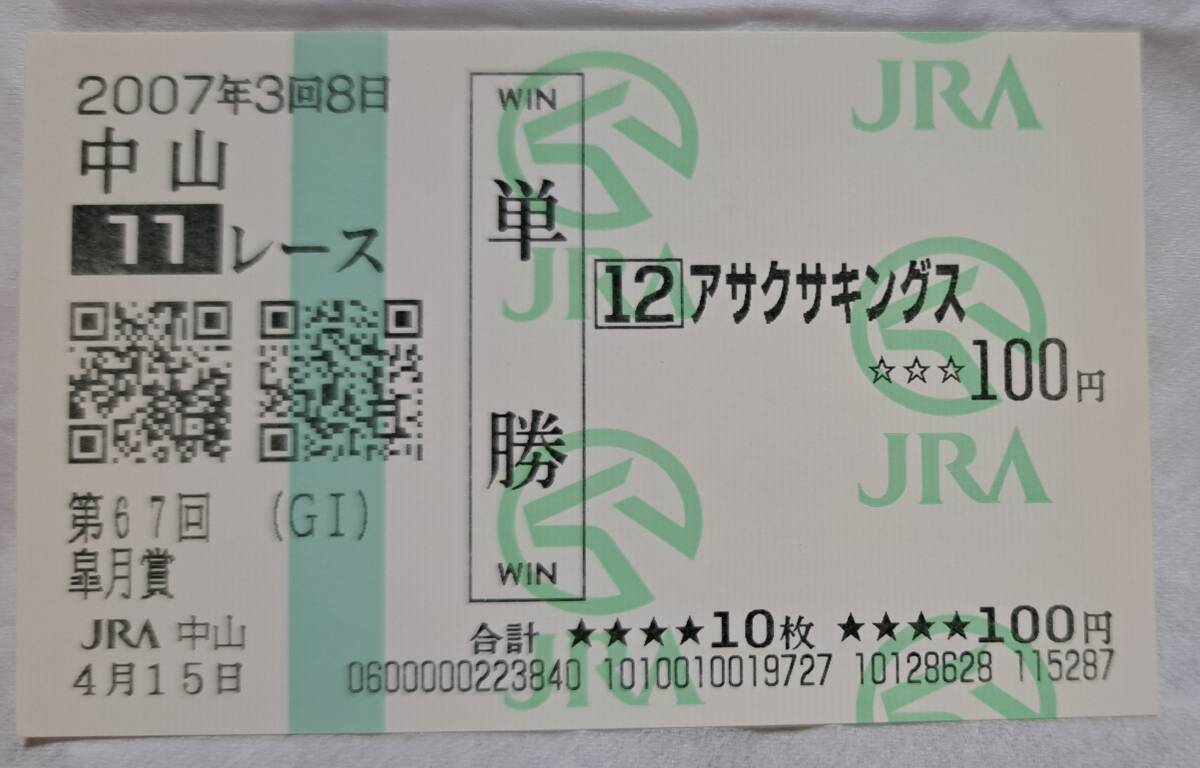 2007年3回8日
中山
11レース
第67回 (GI)
皐月賞
JRA 中山
4月15日
WIN
単勝
WIN
12 アサクサキングス
☆☆☆100円
合計 ★★★★10枚 ★★★★100円
0600000223840 1010010019727 10128628 115287
JRA
JRA
JRA
JRA